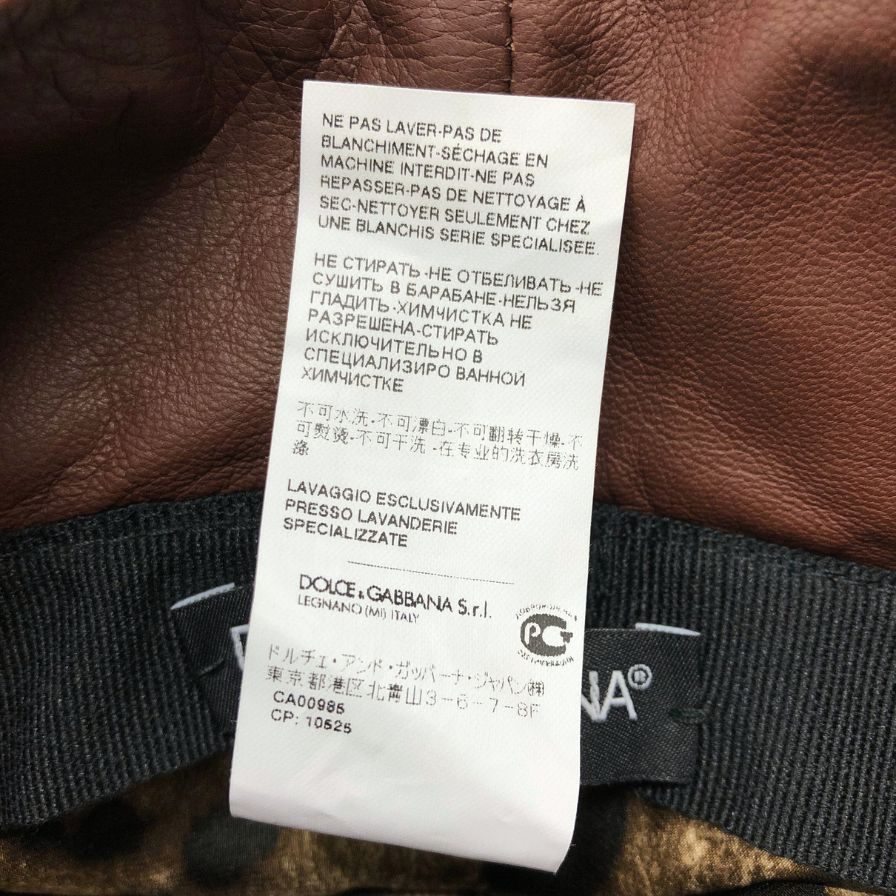 NE PAS LAVER-PAS DE
BLANCHIMENT-SÉCHAGE EN
MACHINE INTERDIT-NE PAS
REPASSER-PAS DE NETTOYAGE À
SEC-NETTOYER SEULEMENT CHEZ
UNE BLANCHIS SERIE SPECIALISEE.
НЕ СТИРАТЬ-НЕ ОТБЕЛИВАТЬ-НЕ
СУШИТЬ В БАРАБАНЕ-НЕЛЬЗЯ
ГЛАДИТЬ-ХИМЧИСТКА НЕ
РАЗРЕШЕНА-СТИРАТЬ
ИСКЛЮЧИТЕЛЬНО В
СПЕЦИАЛИЗИРО ВАННОЙ
ХИМЧИСТКЕ
不可水洗-不可漂白-不可翻转干燥-不
可熨烫-不可干洗-在专业的洗衣房洗
涤
LAVAGGIO ESCLUSIVAMENTE
PRESSO LAVANDERIE
SPECIALIZZATE
DOLCE & GABBANA S.r.l.
LEGNANO (MI) ITALY
PG
ドルチェ・アンド・ガッバーナ・ジャパン㈱
東京都港区北青山3-6-7-8F
CA00985
CP: 10525
NA®